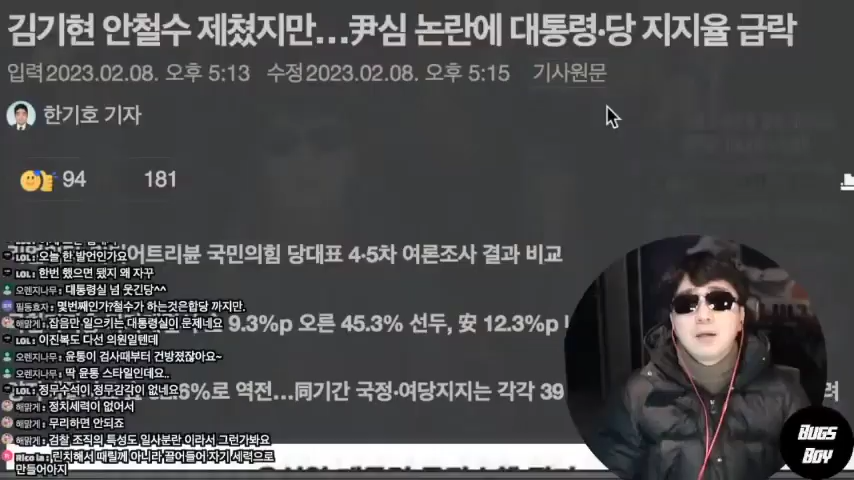 김기현 안철수 제쳤지만…尹심 논란에 대통령·당 지지율 급락
입력2023.02.08. 오후 5:13 수정2023.02.08. 오후 5:15 기사원문
한기호 기자
94 181
국민의힘 당대표 4·5차 여론조사 결과 비교
LOL : 오늘 한 발언인가요
LOL : 한번 했으면 됐지 왜 자꾸
오렌지나무 : 대통령실 넘 웃긴당^^
필등효자 : 몇번째인가?철수가 하는것은합당 까지만.
해맑게 : 잡음만 일으키는 대통령실이 문제네요
9.3%p 오른 45.3% 선두, 安 12.3%p
LOL : 이진복도 다선 의원일텐데
오렌지나무 : 윤통이 검사때부터 건방졌잖아요~
오렌지나무 : 딱 윤통 스타일인데요..
LOL : 정무수석이 정무감각이 없네요
역전…同기간 국정·여당지지는 각각 39
해맑게 : 정치세력이 없어서
해맑게 : 무리하면 안되죠
해맑게 : 검찰 조직의 특성도 일사분란 이라서 그런가봐요
Rico la : 린치해서 때릴께 아니라 끌어들어 자기 세력으로
만들어아지
BUGS
BOY